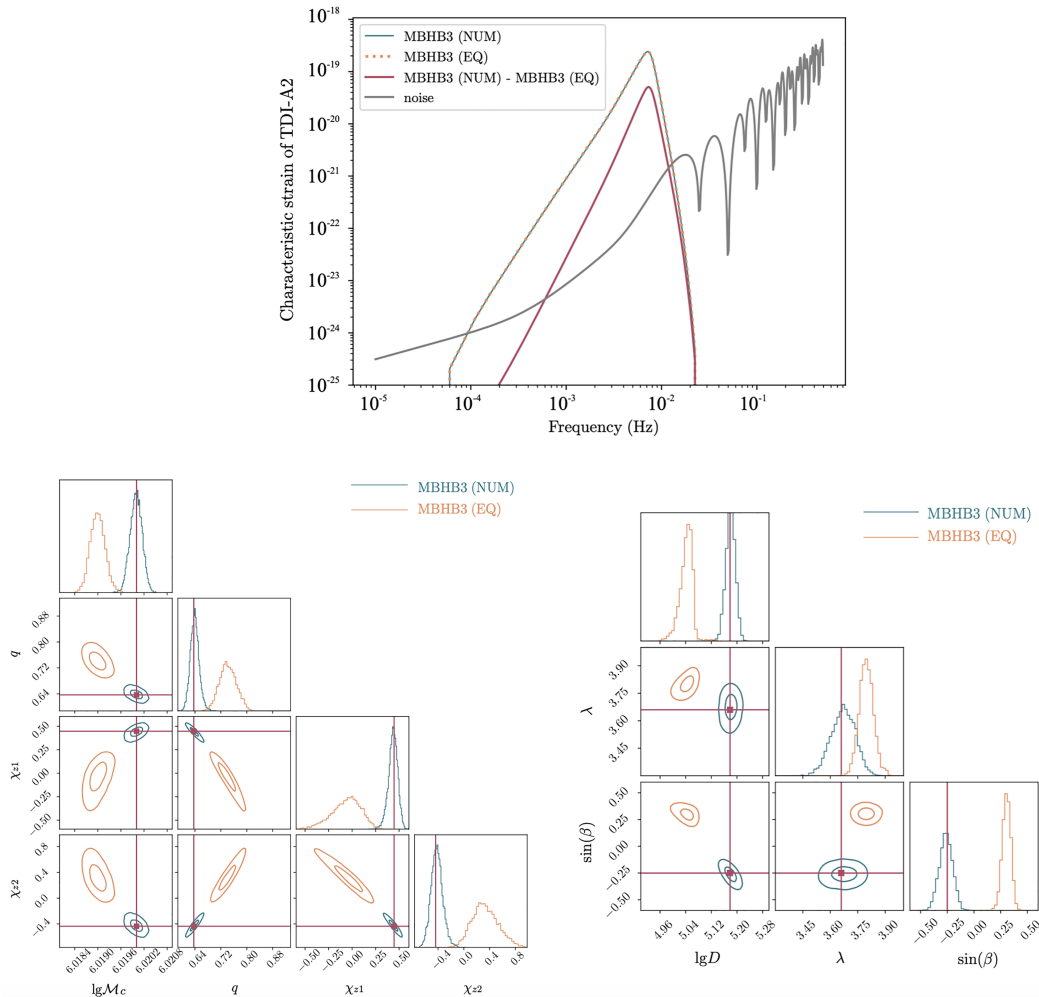 10⁻¹⁸
10⁻¹⁹
10⁻²⁰
10⁻²¹
10⁻²²
10⁻²³
10⁻²⁴
10⁻²⁵
Characteristic strain of TDI-A2
MBHB3 (NUM)
MBHB3 (EQ)
MBHB3 (NUM) - MBHB3 (EQ)
noise
10⁻⁵ 10⁻⁴ 10⁻³ 10⁻² 10⁻¹
Frequency (Hz)
MBHB3 (NUM)
MBHB3 (EQ)
0.88
0.80
0.72
0.64
q
0.50
0.25
0.00
−0.25
−0.50
χz1
0.8
0.4
0.0
−0.4
χz2
6.0184 6.0190 6.0196 6.0202 6.0208
lgMc
0.64 0.72 0.80 0.88
q
−0.50 −0.25 0.00 0.25 0.50
χz1
−0.4 0.0 0.4 0.8
χz2
MBHB3 (NUM)
MBHB3 (EQ)
3.90
3.75
3.60
3.45
λ
0.50
0.25
0.00
−0.25
−0.50
sin(β)
4.96 5.04 5.12 5.20 5.28
lgD
3.45 3.60 3.75 3.90
λ
−0.50 −0.25 0.00 0.25 0.50
sin(β)